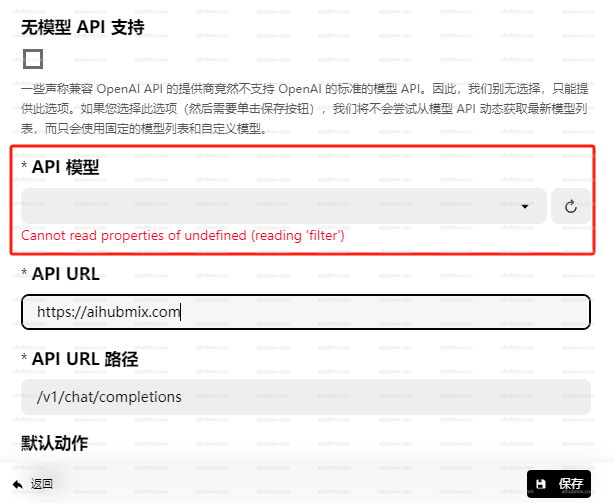 无模型 API 支持
一些声称兼容 OpenAI API 的提供商竟然不支持 OpenAI 的标准的模型 API。因此，我们别无选择，只能提
供此选项。如果您选择此选项（然后需要单击保存按钮），我们将不会尝试从模型 API 动态获取最新模型列
表，而只会使用固定的模型列表和自定义模型。
* API 模型
Cannot read properties of undefined (reading 'filter')
* API URL
https://aihubmix.com
* API URL 路径
/v1/chat/completions
默认动作
返回
保存